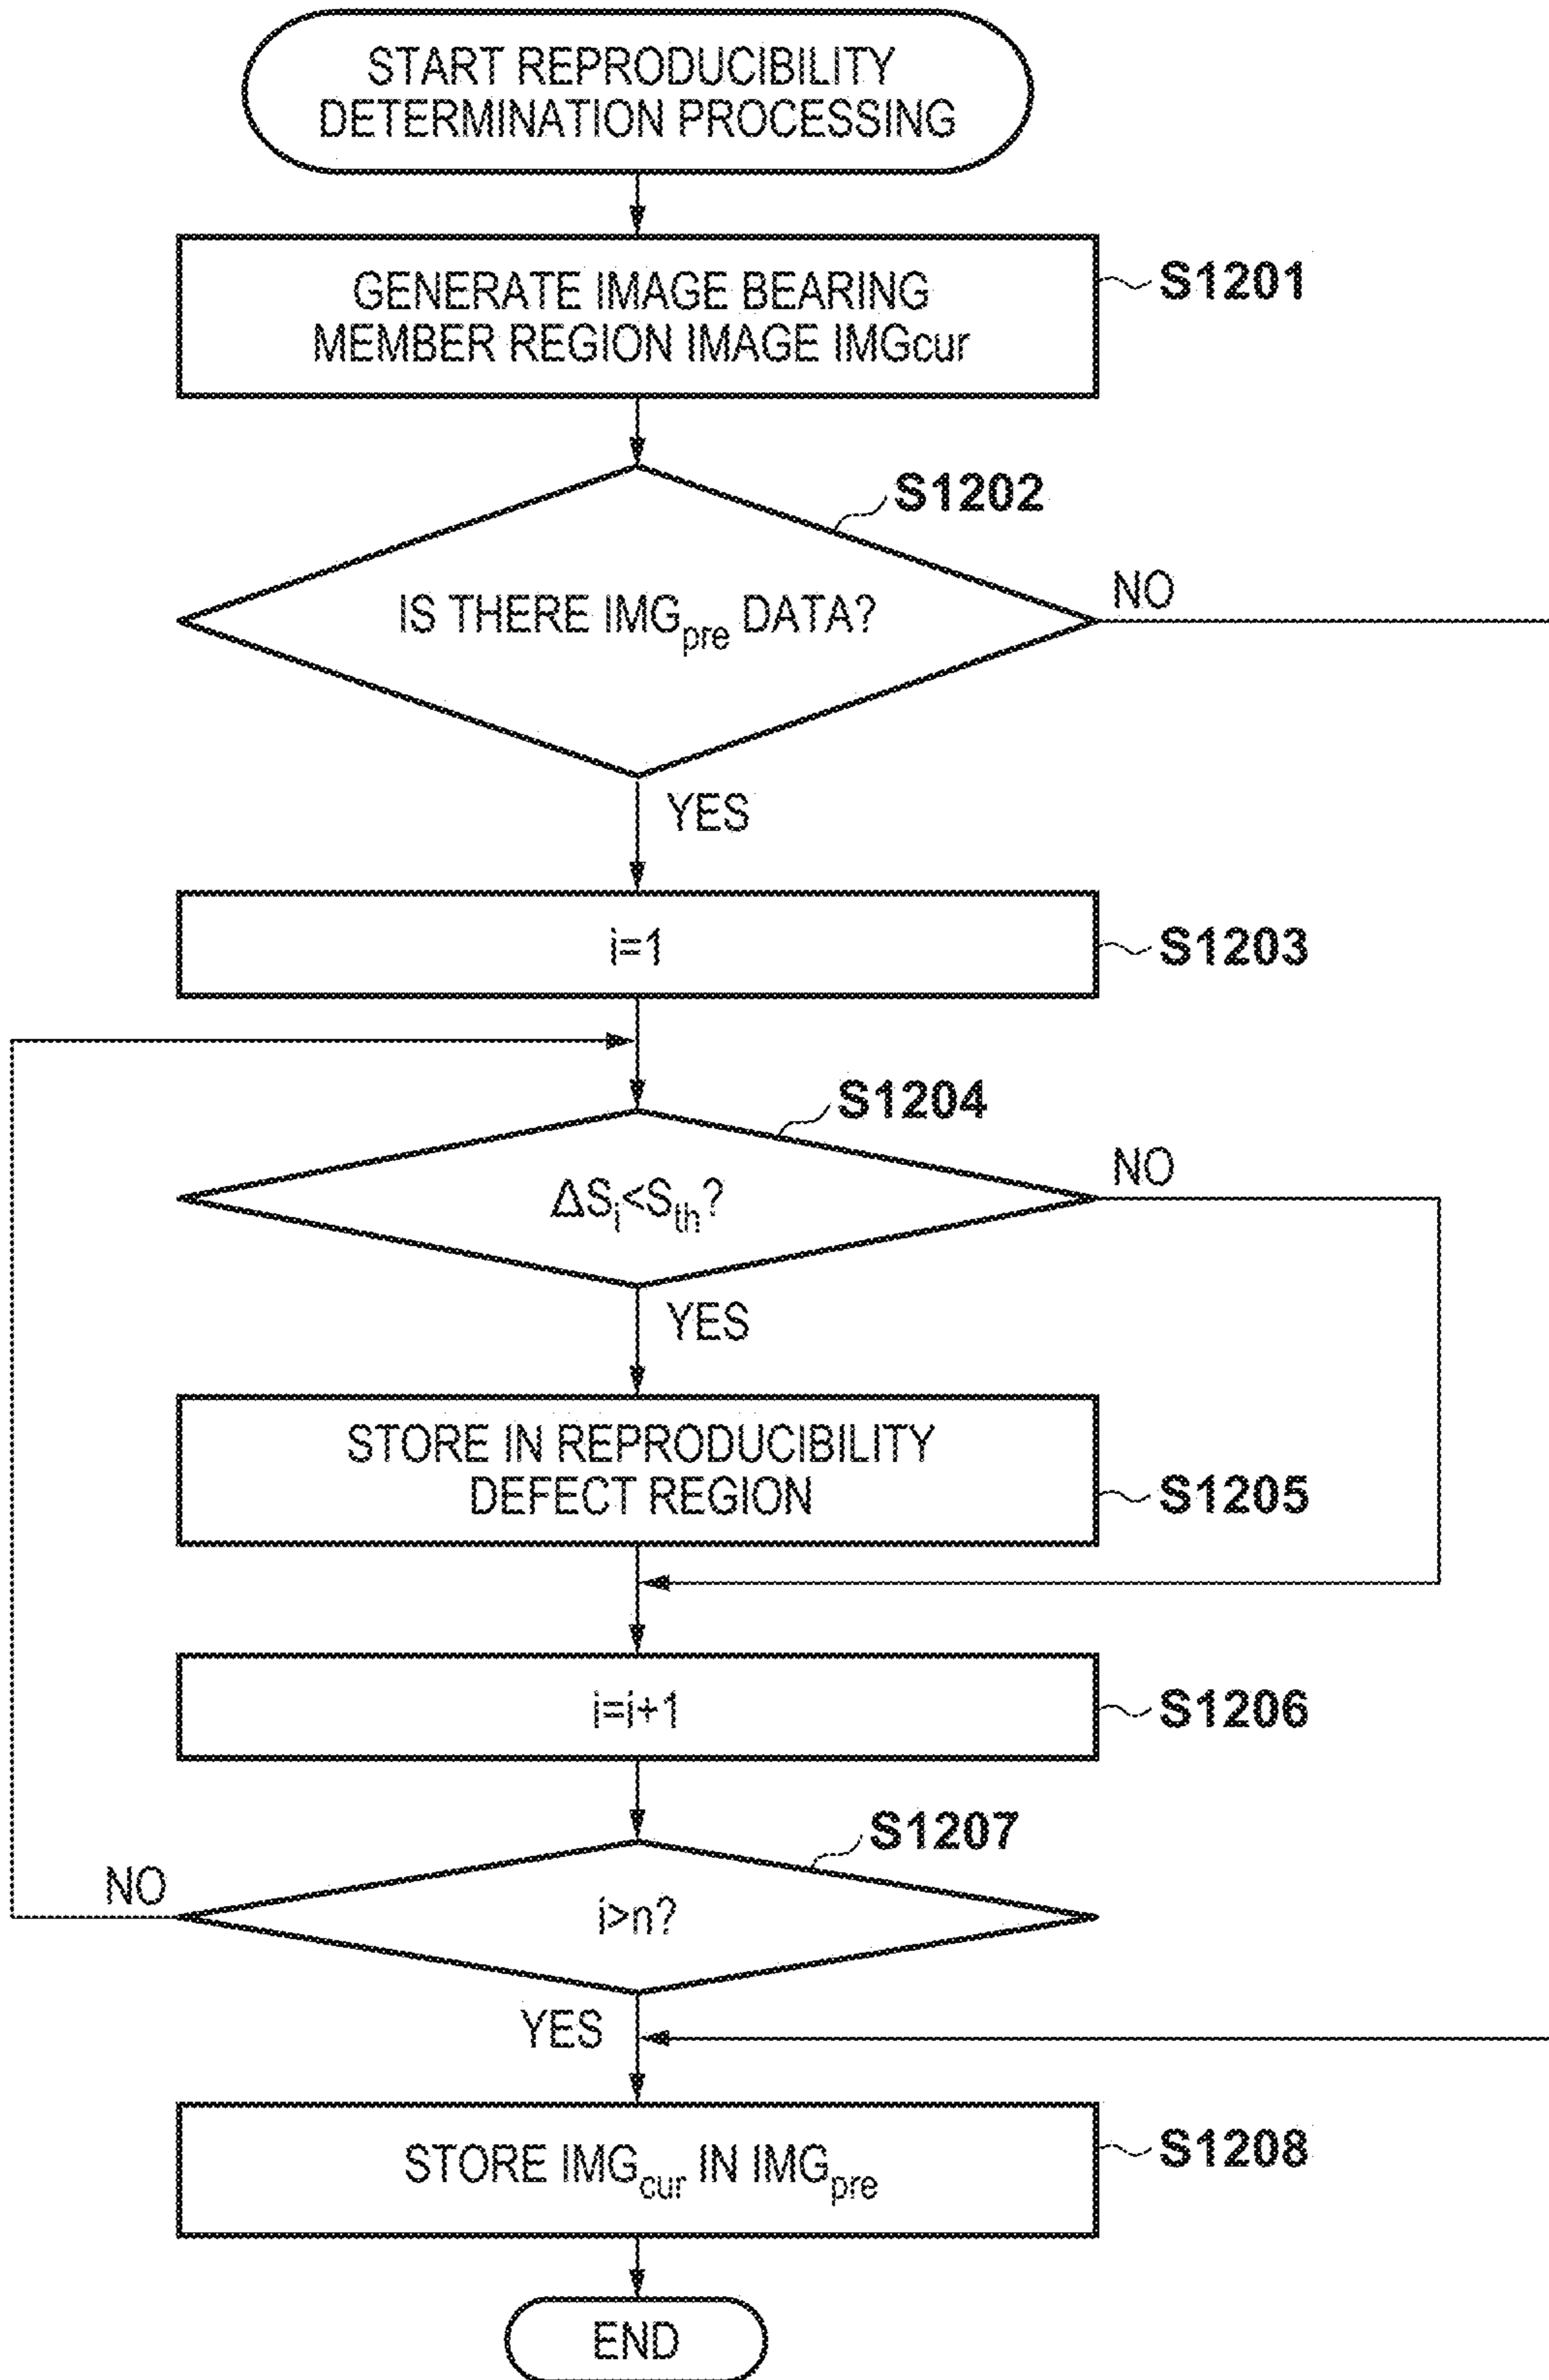 START REPRODUCIBILITY
DETERMINATION PROCESSING
GENERATE IMAGE BEARING
MEMBER REGION IMAGE IMGcur
S1201
S1202
IS THERE IMGpre DATA?
NO
YES
i=1
S1203
S1204
ΔSi<Sth?
NO
YES
STORE IN REPRODUCIBILITY
DEFECT REGION
S1205
i=i+1
S1206
S1207
NO
i>n?
YES
STORE IMGcur IN IMGpre
S1208
END